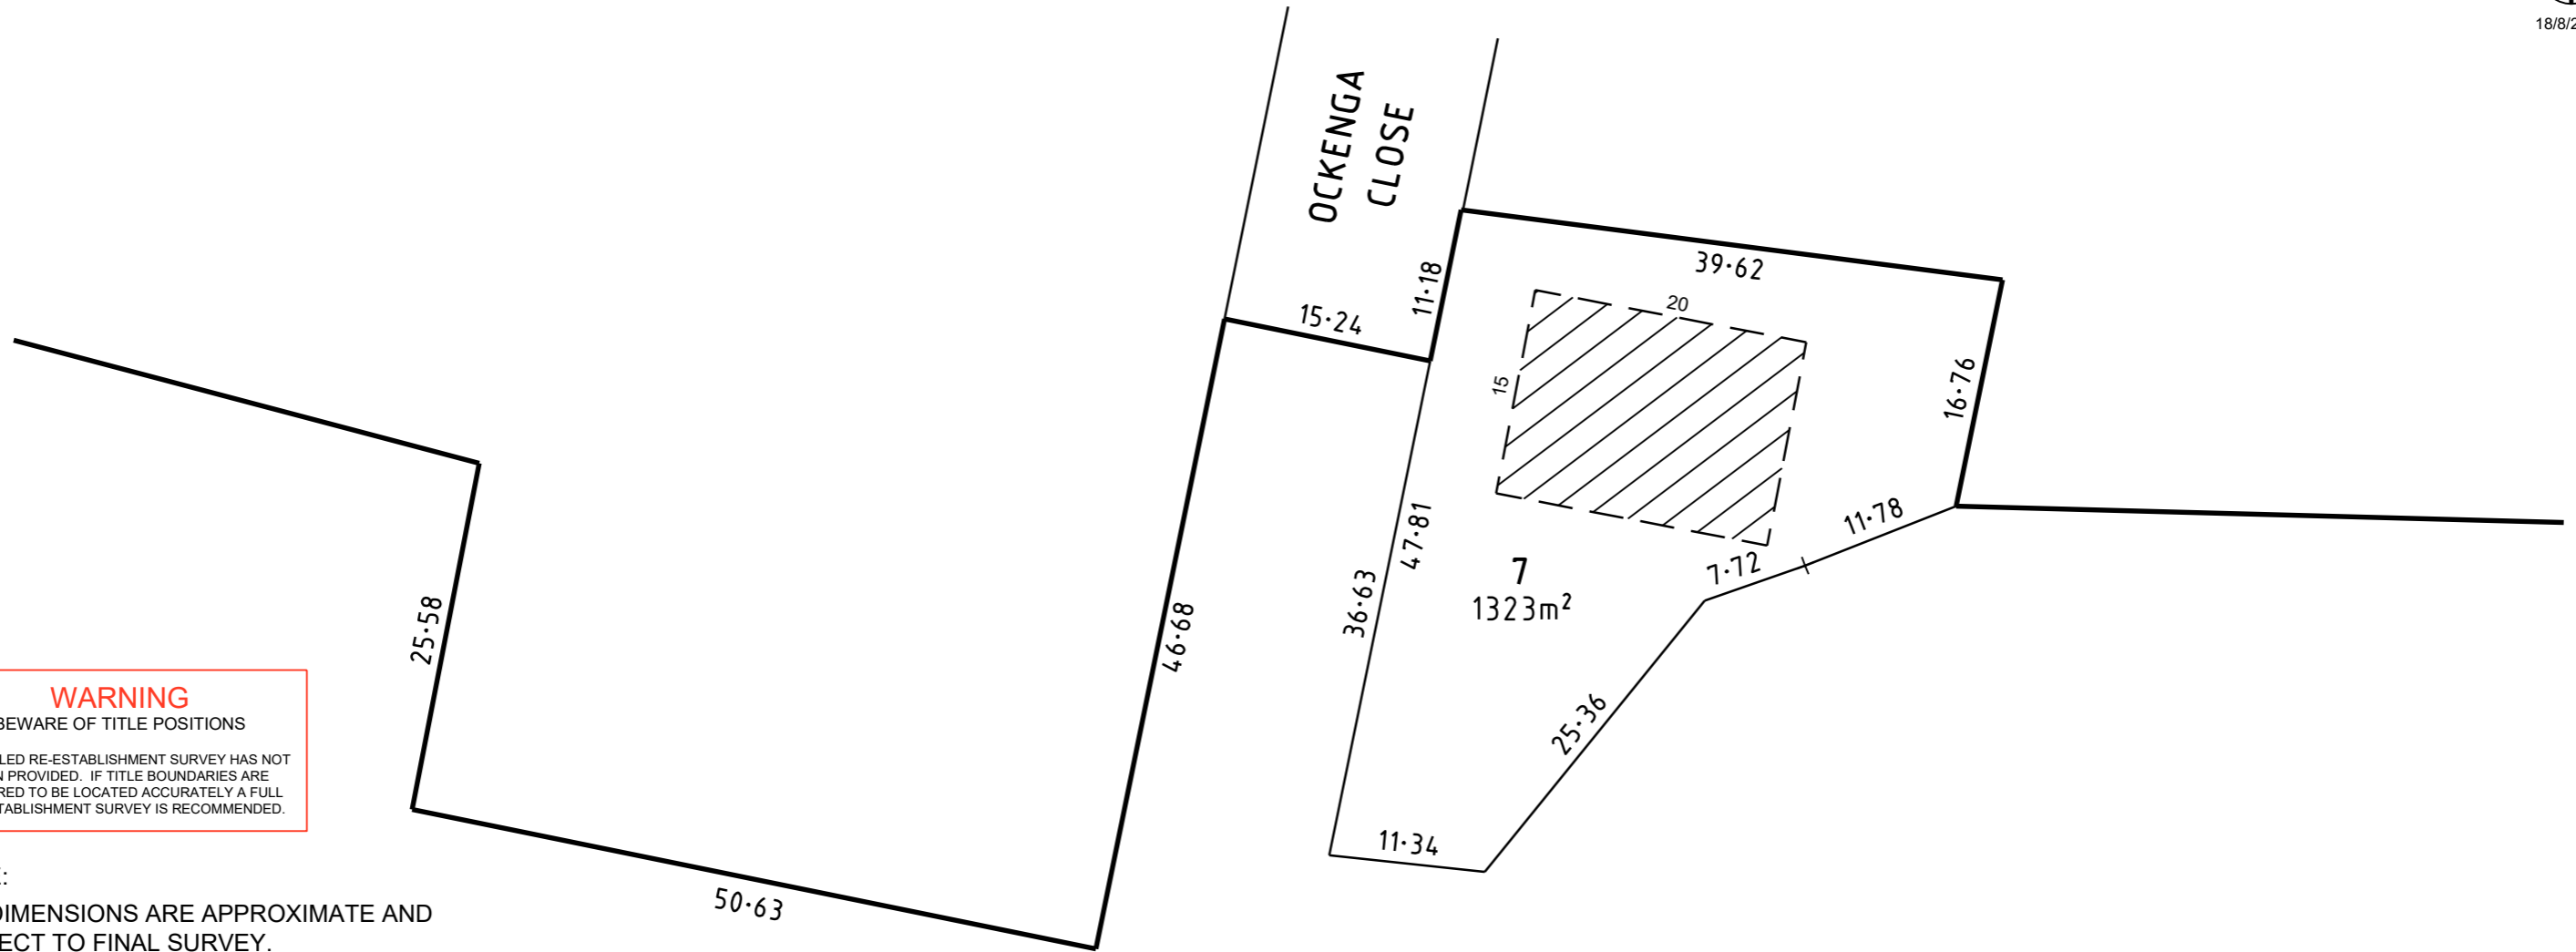 18/8/2
OCKENGA
CLOSE
39·62
11·18
15·24
20
15
16·76
11·78
7·72
47·81
36·63
7
1323m²
46·68
25·58
25·36
11·34
50·63
WARNING
BEWARE OF TITLE POSITIONS
LED RE-ESTABLISHMENT SURVEY HAS NOT
N PROVIDED. IF TITLE BOUNDARIES ARE
RED TO BE LOCATED ACCURATELY A FULL
TABLISHMENT SURVEY IS RECOMMENDED.
:
DIMENSIONS ARE APPROXIMATE AND
ECT TO FINAL SURVEY.